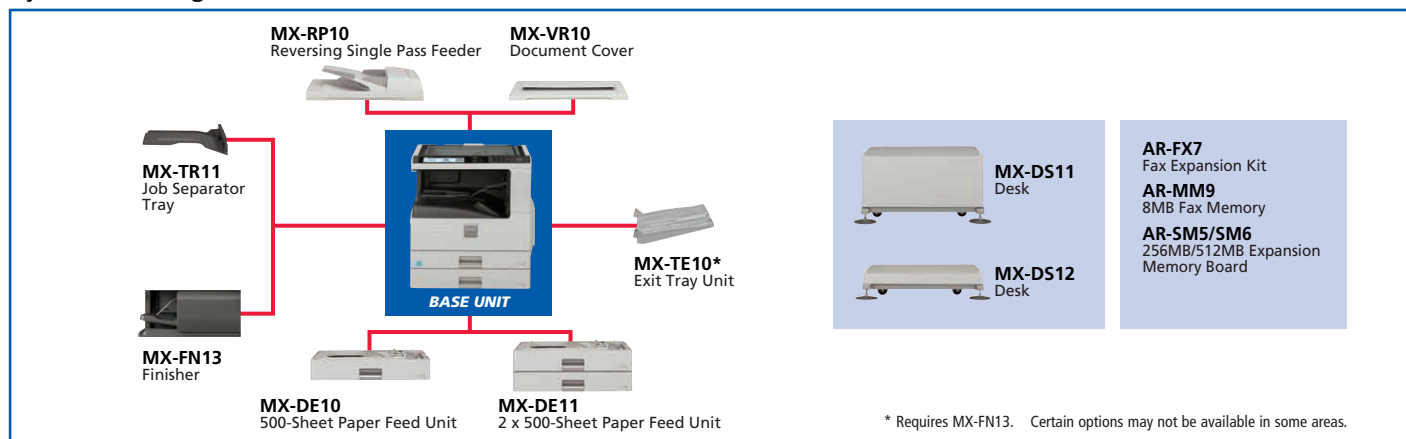 MX-RP10
Reversing Single Pass Feeder
MX-VR10
Document Cover
MX-TR11
Job Separator
Tray
BASE UNIT
MX-TE10*
Exit Tray Unit
MX-FN13
Finisher
MX-DE10
500-Sheet Paper Feed Unit
MX-DE11
2 x 500-Sheet Paper Feed Unit
MX-DS11
Desk
MX-DS12
Desk
AR-FX7
Fax Expansion Kit
AR-MM9
8MB Fax Memory
AR-SM5/SM6
256MB/512MB Expansion
Memory Board
* Requires MX-FN13. Certain options may not be available in some areas.